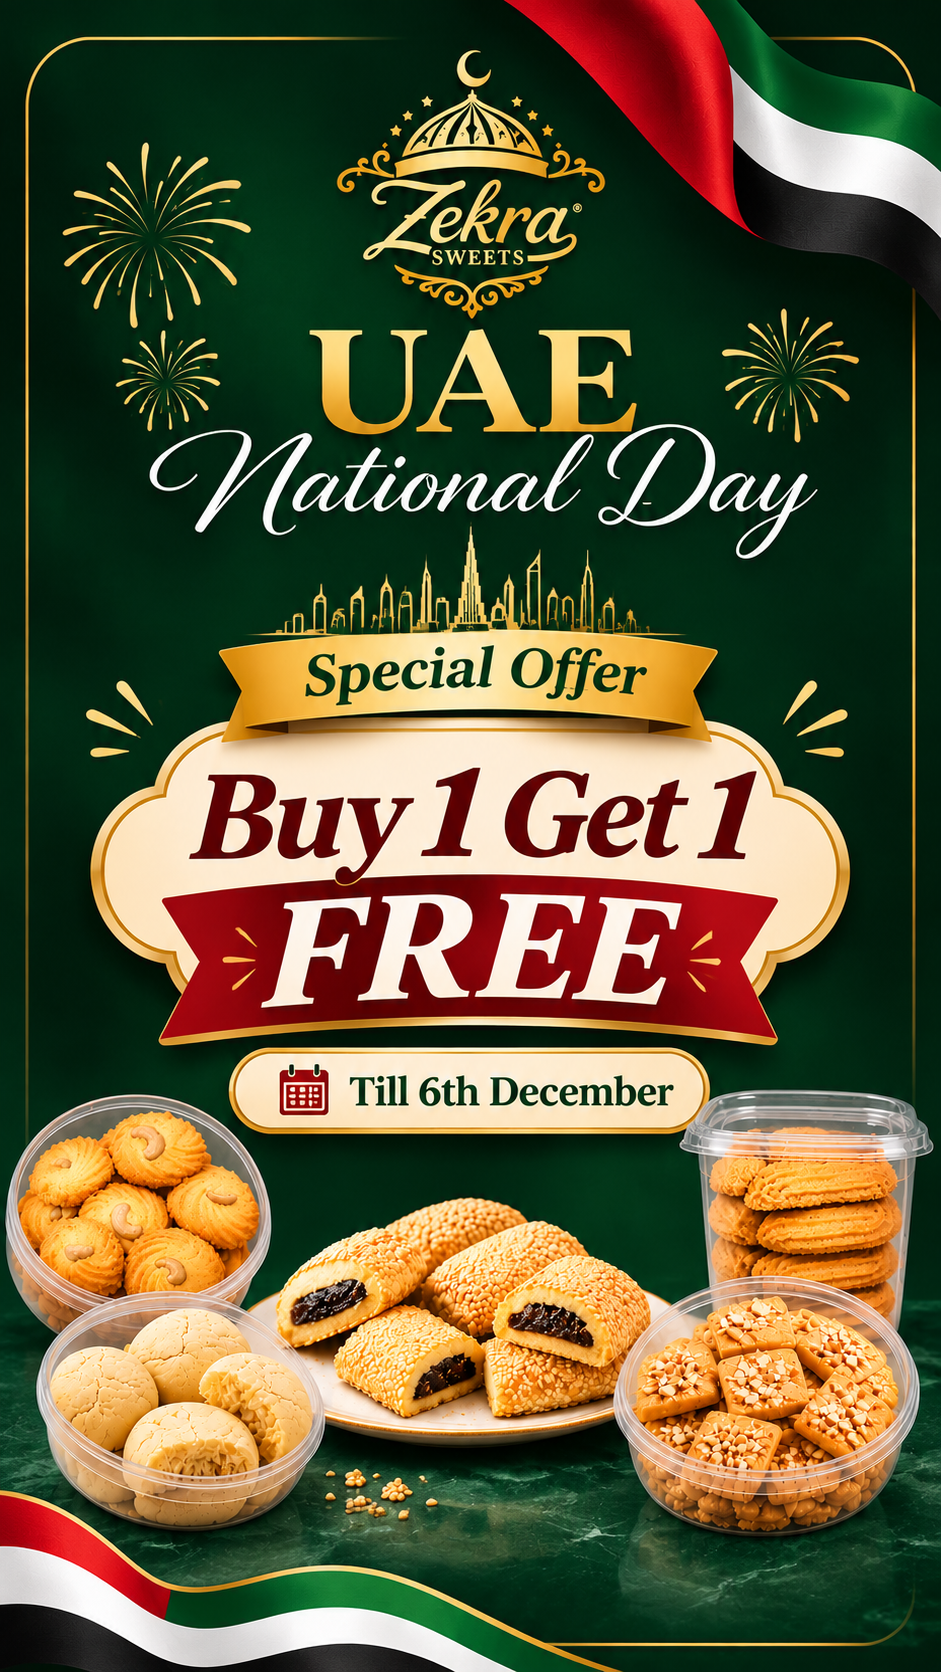 Zekra®
SWEETS
UAE
National Day
Special Offer
Buy 1 Get 1
FREE
Till 6th December